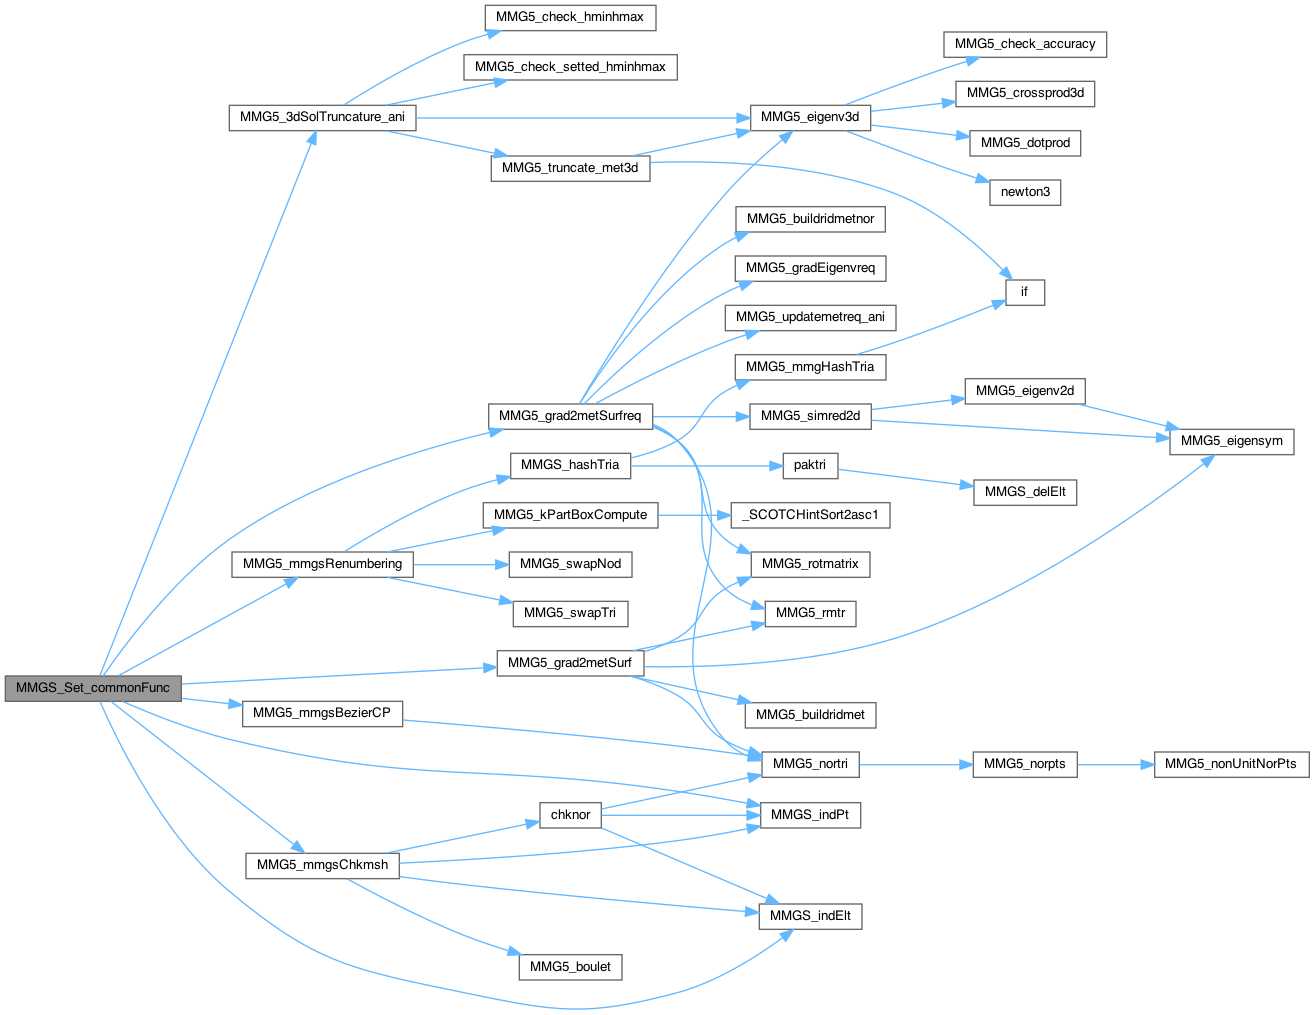 MMG5_check_hminhmax
MMG5_check_accuracy
MMG5_check_setted_hminhmax
MMG5_crossprod3d
MMG5_3dSolTruncature_ani
MMG5_eigenv3d
MMG5_dotprod
MMG5_truncate_met3d
newton3
MMG5_buildridmetnor
MMG5_gradEigenvreq
if
MMG5_updatemetreq_ani
MMG5_mmgHashTria
MMG5_eigenv2d
MMG5_grad2metSurfreq
MMG5_simred2d
MMG5_eigensym
MMGS_hashTria
paktri
MMGS_delElt
MMG5_kPartBoxCompute
_SCOTCHintSort2asc1
MMG5_mmgsRenumbering
MMG5_swapNod
MMG5_rotmatrix
MMG5_swapTri
MMG5_rmtr
MMG5_grad2metSurf
MMGS_Set_commonFunc
MMG5_mmgsBezierCP
MMG5_buildridmet
MMG5_nortri
MMG5_norpts
MMG5_nonUnitNorPts
chknor
MMGS_indPt
MMG5_mmgsChkmsh
MMGS_indElt
MMG5_boulet